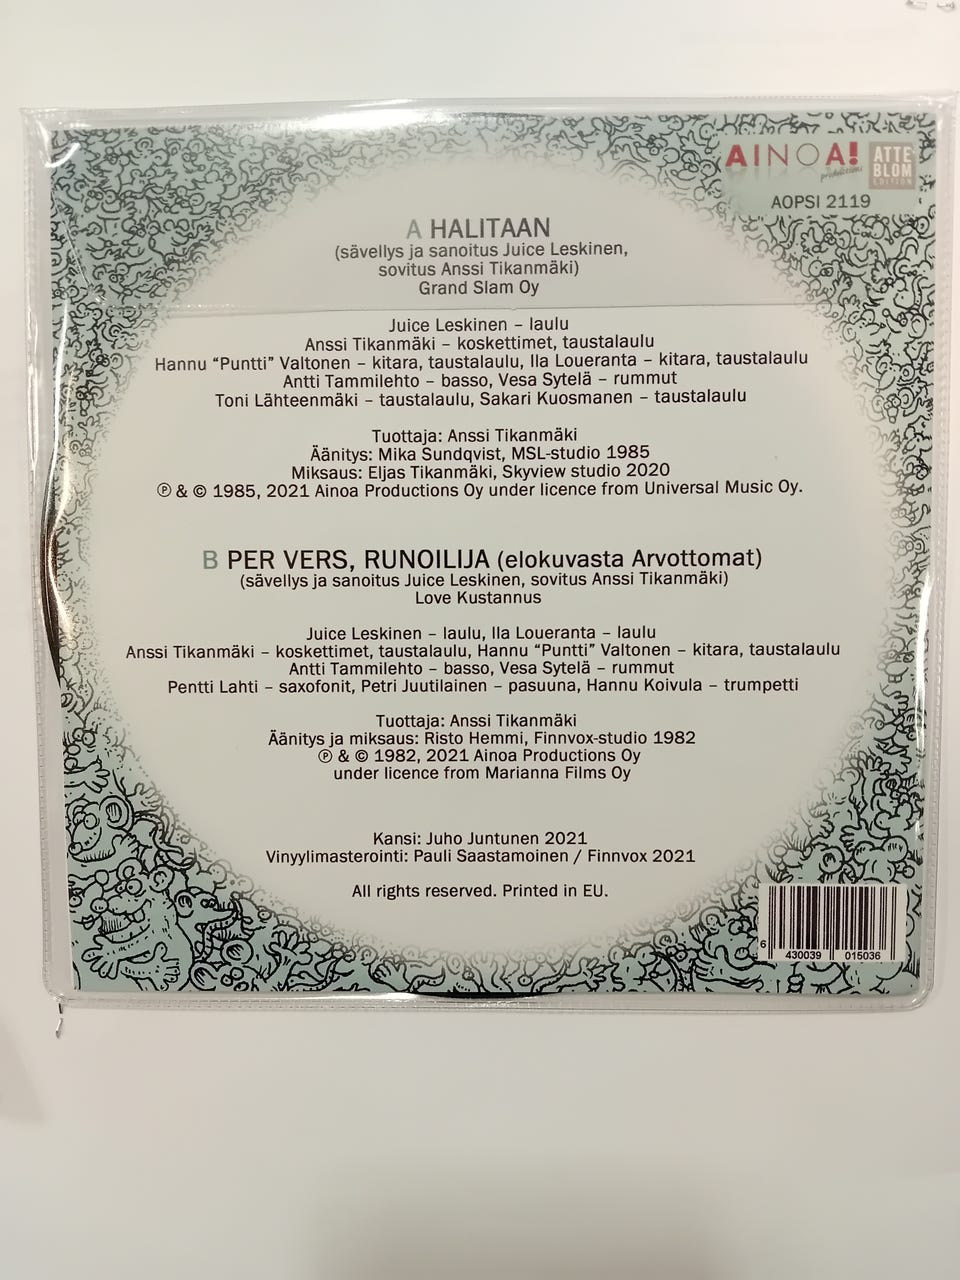 AINOA!
productions
ATTE
BLOM
EDITION
AOPSI 2119
A HALITAAN
(sävellys ja sanoitus Juice Leskinen,
sovitus Anssi Tikanmäki)
Grand Slam Oy
Juice Leskinen – laulu
Anssi Tikanmäki – koskettimet, taustalaulu
Hannu “Puntti” Valtonen – kitara, taustalaulu, Ila Loueranta – kitara, taustalaulu
Antti Tammilehto – basso, Vesa Sytelä – rummut
Toni Lähteenmäki – taustalaulu, Sakari Kuosmanen – taustalaulu
Tuottaja: Anssi Tikanmäki
Äänitys: Mika Sundqvist, MSL-studio 1985
Miksaus: Eljas Tikanmäki, Skyview studio 2020
℗ & © 1985, 2021 Ainoa Productions Oy under licence from Universal Music Oy.
B PER VERS, RUNOILIJA (elokuvasta Arvottomat)
(sävellys ja sanoitus Juice Leskinen, sovitus Anssi Tikanmäki)
Love Kustannus
Juice Leskinen – laulu, Ila Loueranta – laulu
Anssi Tikanmäki – koskettimet, taustalaulu, Hannu “Puntti” Valtonen – kitara, taustalaulu
Antti Tammilehto – basso, Vesa Sytelä – rummut
Pentti Lahti – saxofonit, Petri Juutilainen – pasuuna, Hannu Koivula – trumpetti
Tuottaja: Anssi Tikanmäki
Äänitys ja miksaus: Risto Hemmi, Finnvox-studio 1982
℗ & © 1982, 2021 Ainoa Productions Oy
under licence from Marianna Films Oy
Kansi: Juho Juntunen 2021
Vinyylimasterointi: Pauli Saastamoinen / Finnvox 2021
All rights reserved. Printed in EU.
6 430039 015036